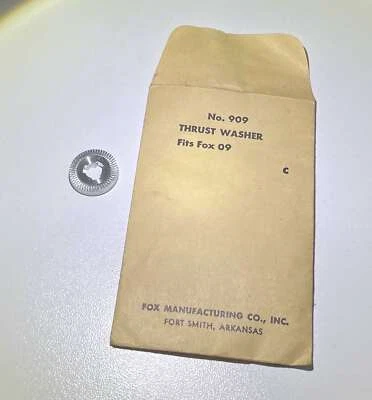 No. 909
THRUST WASHER
Fits Fox 09
C
FOX MANUFACTURING CO., INC.
FORT SMITH, ARKANSAS